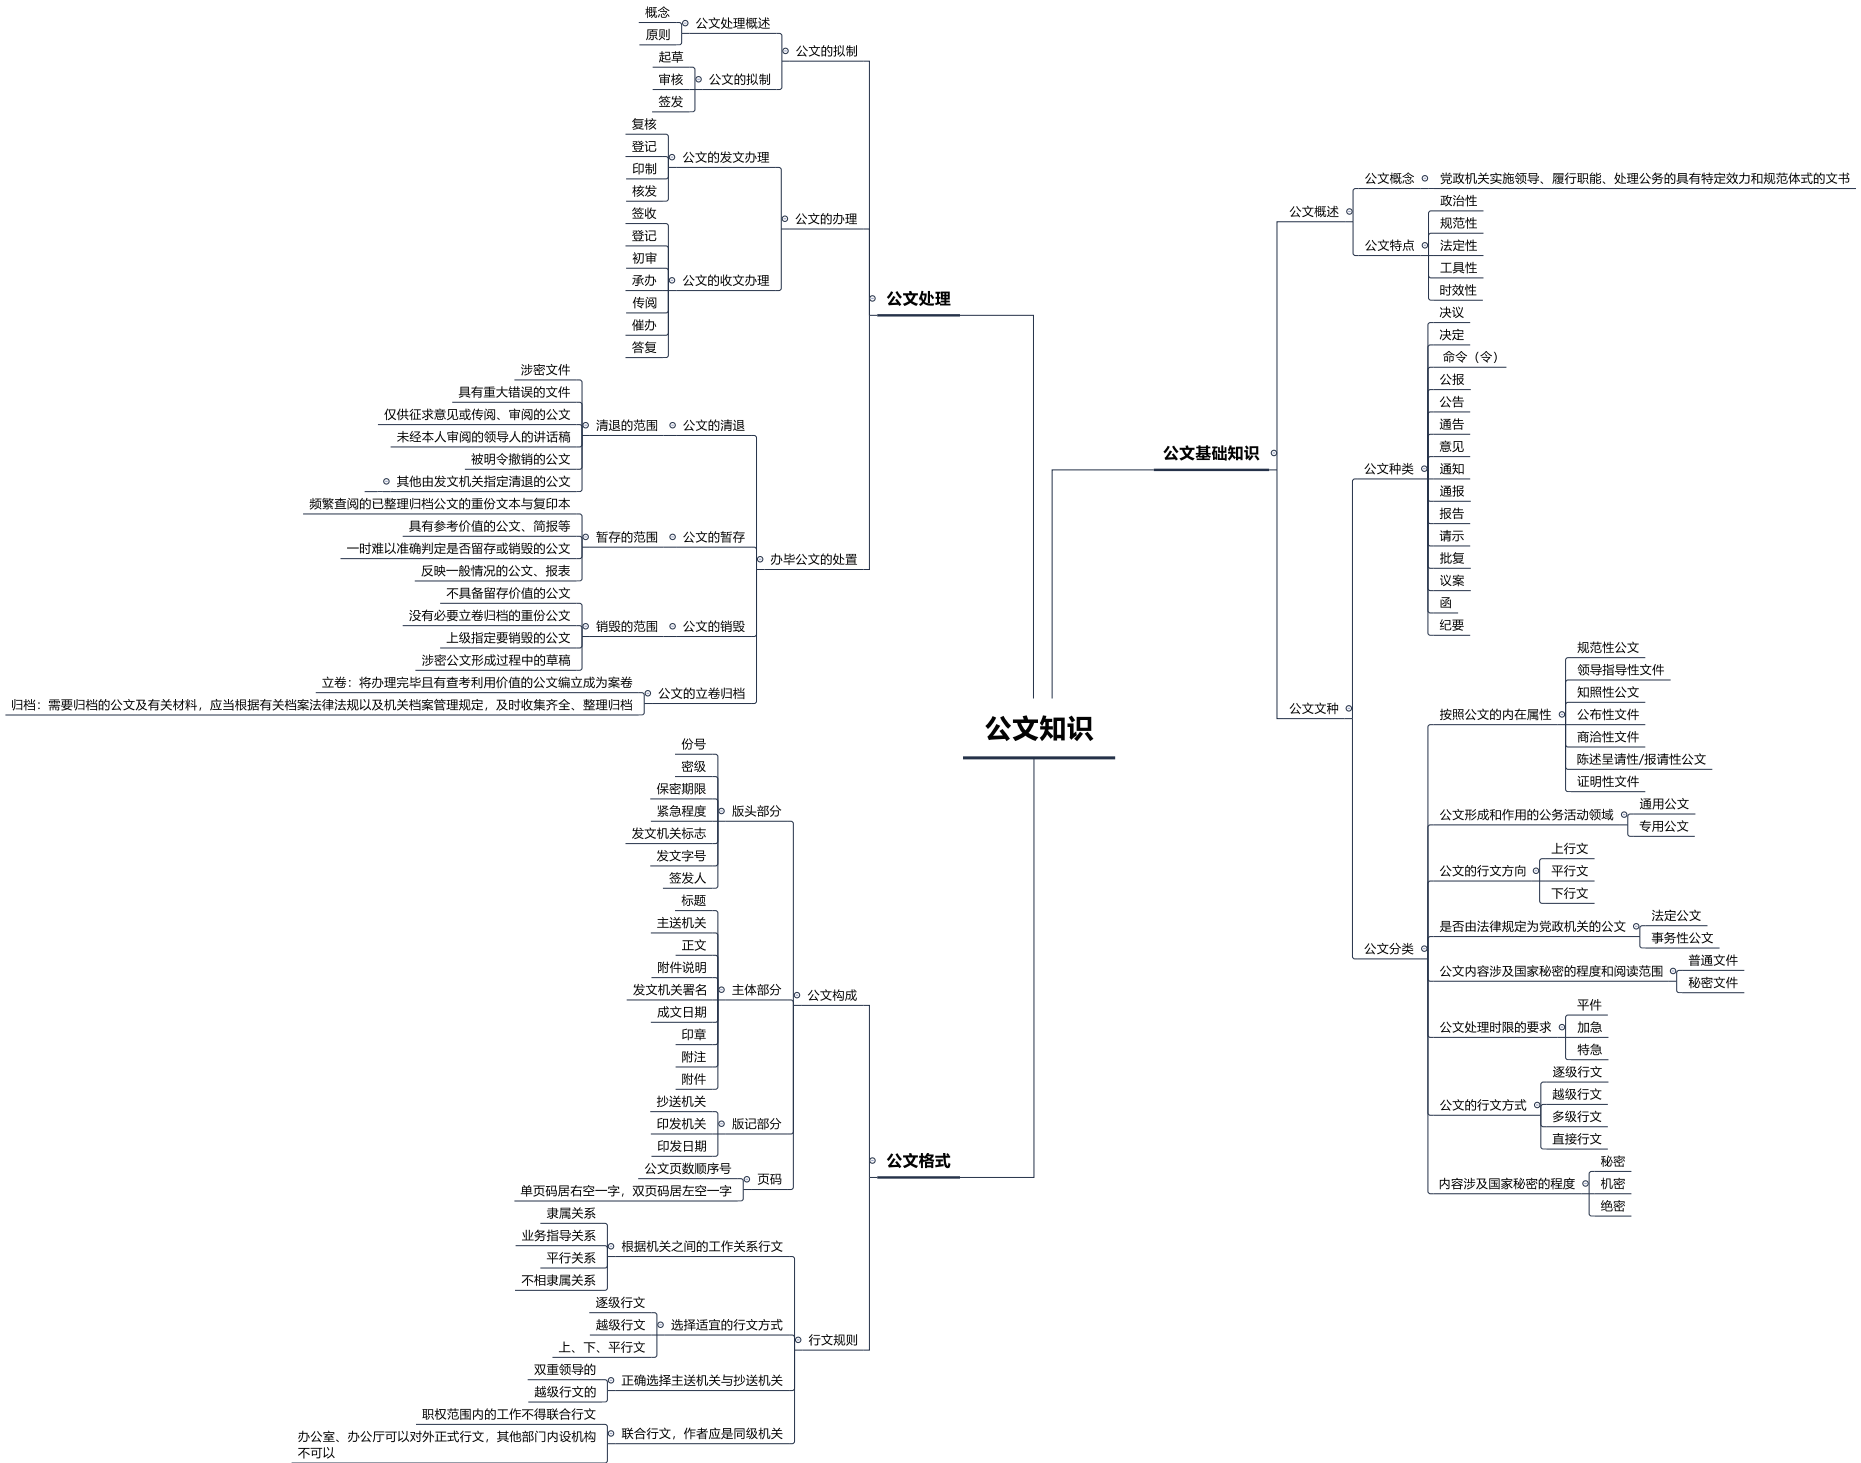 公文知识
公文基础知识
公文概述
公文概念
党政机关实施领导、履行职能、处理公务的具有特定效力和规范体式的文书
公文特点
政治性
规范性
法定性
工具性
时效性
公文文种
公文种类
决议
决定
命令（令）
公报
公告
通告
意见
通知
通报
报告
请示
批复
议案
函
纪要
公文分类
按照公文的内在属性
规范性公文
领导指导性文件
知照性公文
公布性文件
商洽性文件
陈述呈请性/报请性公文
证明性文件
公文形成和作用的公务活动领域
通用公文
专用公文
公文的行文方向
上行文
平行文
下行文
是否由法律规定为党政机关的公文
法定公文
事务性公文
公文内容涉及国家秘密的程度和阅读范围
普通文件
秘密文件
公文处理时限的要求
平件
加急
特急
公文的行文方式
逐级行文
越级行文
多级行文
直接行文
内容涉及国家秘密的程度
秘密
机密
绝密
公文处理
公文的拟制
公文处理概述
概念
原则
公文的拟制
起草
审核
签发
公文的办理
公文的发文办理
复核
登记
印制
核发
公文的收文办理
签收
登记
初审
承办
传阅
催办
答复
办毕公文的处置
公文的清退
清退的范围
涉密文件
具有重大错误的文件
仅供征求意见或传阅、审阅的公文
未经本人审阅的领导人的讲话稿
被明令撤销的公文
其他由发文机关指定清退的公文
公文的暂存
暂存的范围
频繁查阅的已整理归档公文的重份文本与复印本
具有参考价值的公文、简报等
一时难以准确判定是否留存或销毁的公文
反映一般情况的公文、报表
公文的销毁
销毁的范围
不具备留存价值的公文
没有必要立卷归档的重份公文
上级指定要销毁的公文
涉密公文形成过程中的草稿
公文的立卷归档
立卷：将办理完毕且有查考利用价值的公文编立成为案卷
归档：需要归档的公文及有关材料，应当根据有关档案法律法规以及机关档案管理规定，及时收集齐全、整理归档
公文格式
公文构成
版头部分
份号
密级
保密期限
紧急程度
发文机关标志
发文字号
签发人
主体部分
标题
主送机关
正文
附件说明
发文机关署名
成文日期
印章
附注
附件
版记部分
抄送机关
印发机关
印发日期
页码
公文页数顺序号
单页码居右空一字，双页码居左空一字
行文规则
根据机关之间的工作关系行文
隶属关系
业务指导关系
平行关系
不相隶属关系
选择适宜的行文方式
逐级行文
越级行文
上、下、平行文
正确选择主送机关与抄送机关
双重领导的
越级行文的
联合行文，作者应是同级机关
职权范围内的工作不得联合行文
办公室、办公厅可以对外正式行文，其他部门内设机构
不可以